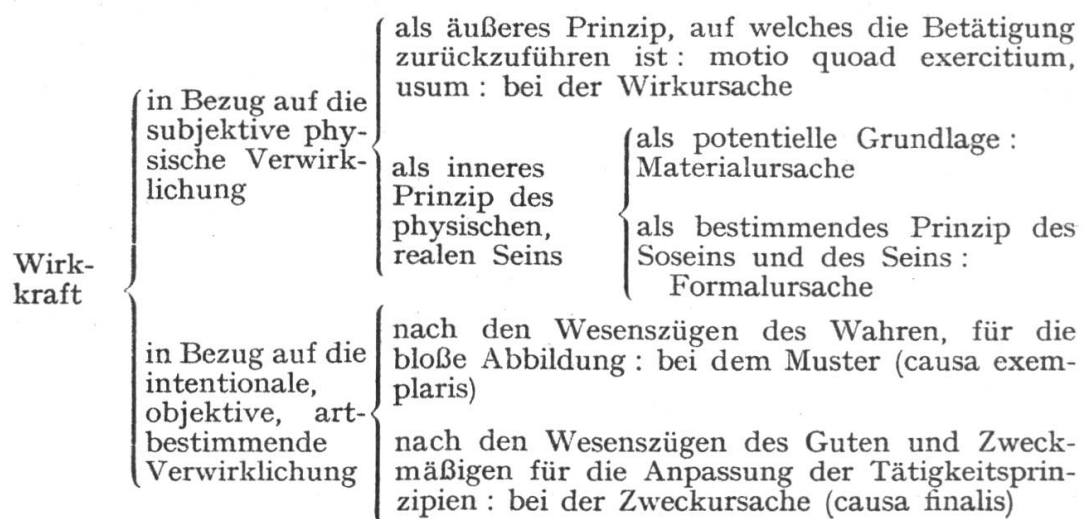 Wirk-
kraft
in Bezug auf die
subjektive phy-
sische Verwirk-
lichung
als äußeres Prinzip, auf welches die Betätigung
zurückzuführen ist : motio quoad exercitium,
usum : bei der Wirkursache
als inneres
Prinzip des
physischen,
realen Seins
als potentielle Grundlage :
Materialursache
als bestimmendes Prinzip des
Soseins und des Seins :
Formalursache
in Bezug auf die
intentionale,
objektive, art-
bestimmende
Verwirklichung
nach den Wesenszügen des Wahren, für die
bloße Abbildung : bei dem Muster (causa exem-
plaris)
nach den Wesenszügen des Guten und Zweck-
mäßigen für die Anpassung der Tätigkeitsprin-
zipien : bei der Zweckursache (causa finalis)